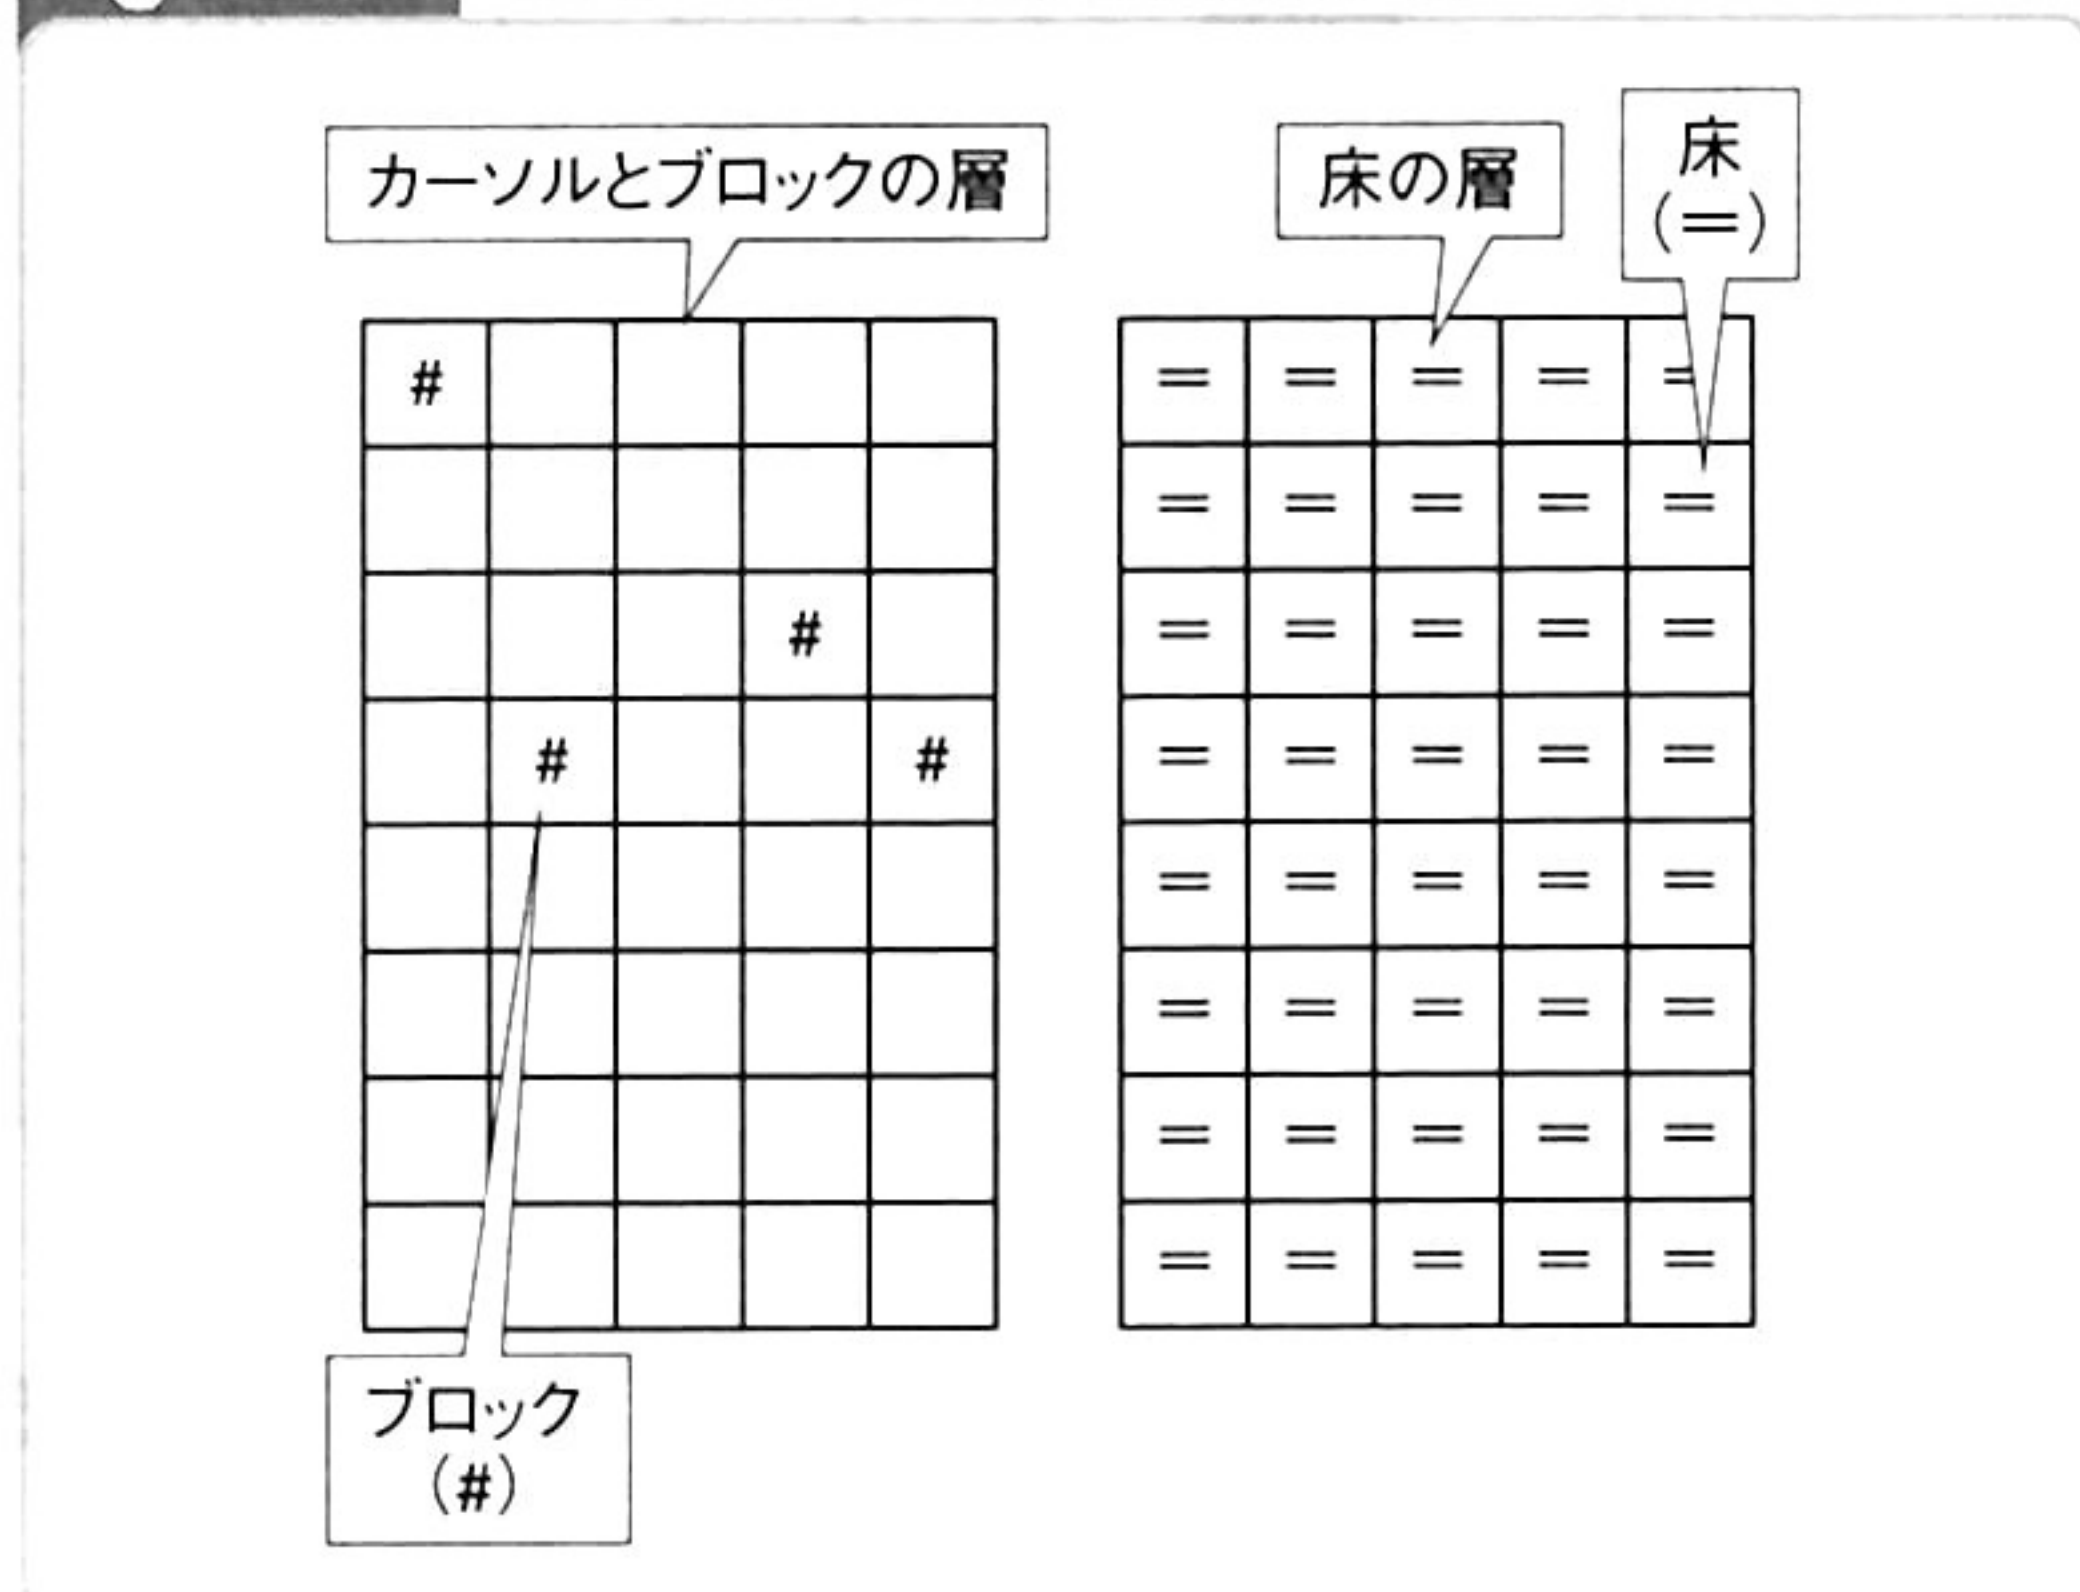 カーソルとブロックの層
床の層
床
(=)
#
#
# #
= = = = =
= = = = =
= = = = =
= = = = =
= = = = =
= = = = =
= = = = =
= = = = =
ブロック
(#)